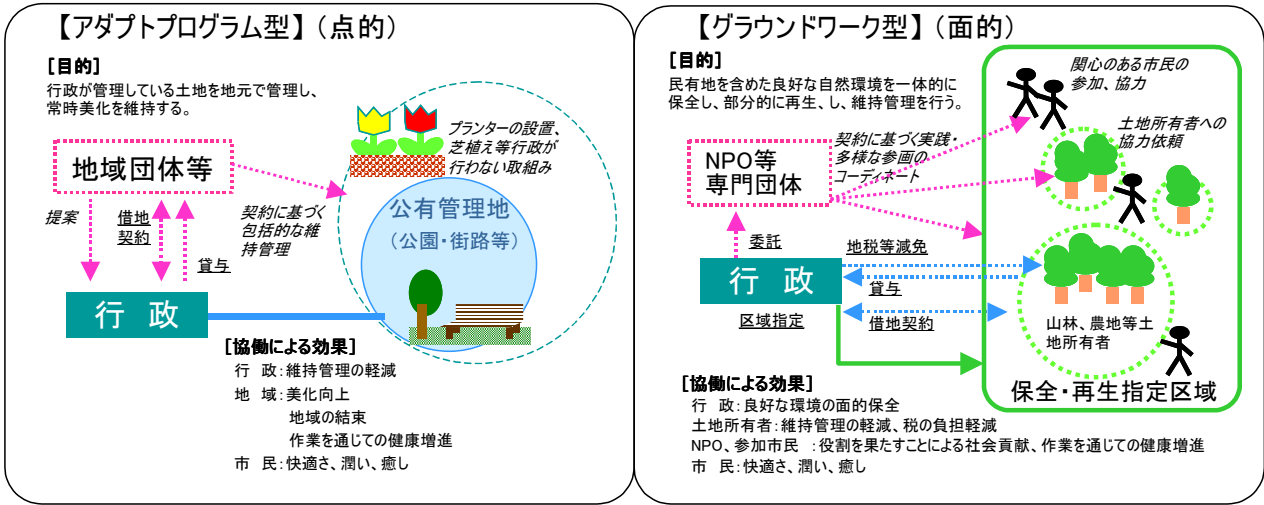 【アダプトプログラム型】（点的）
[目的]
行政が管理している土地を地元で管理し、
常時美化を維持する。
地域団体等
プランターの設置、
芝植え等行政が
行わない取組み
提案
借地
契約
貸与
契約に基づく
包括的な維
持管理
公有管理地
（公園・街路等）
行 政
[協働による効果]
行 政：維持管理の軽減
地 域：美化向上
地域の結束
作業を通じての健康増進
市 民：快適さ、潤い、癒し
【グラウンドワーク型】（面的）
[目的]
民有地を含めた良好な自然環境を一体的に
保全し、部分的に再生、し、維持管理を行う。
関心のある市民の
参加、協力
土地所有者への
協力依頼
NPO等
専門団体
契約に基づく実践・
多様な参画の
コーディネート
委託
地税等減免
行 政
貸与
区域指定
借地契約
山林、農地等土
地所有者
保全・再生指定区域
[協働による効果]
行 政：良好な環境の面的保全
土地所有者：維持管理の軽減、税の負担軽減
NPO、参加市民 ：役割を果たすことによる社会貢献、作業を通じての健康増進
市 民：快適さ、潤い、癒し